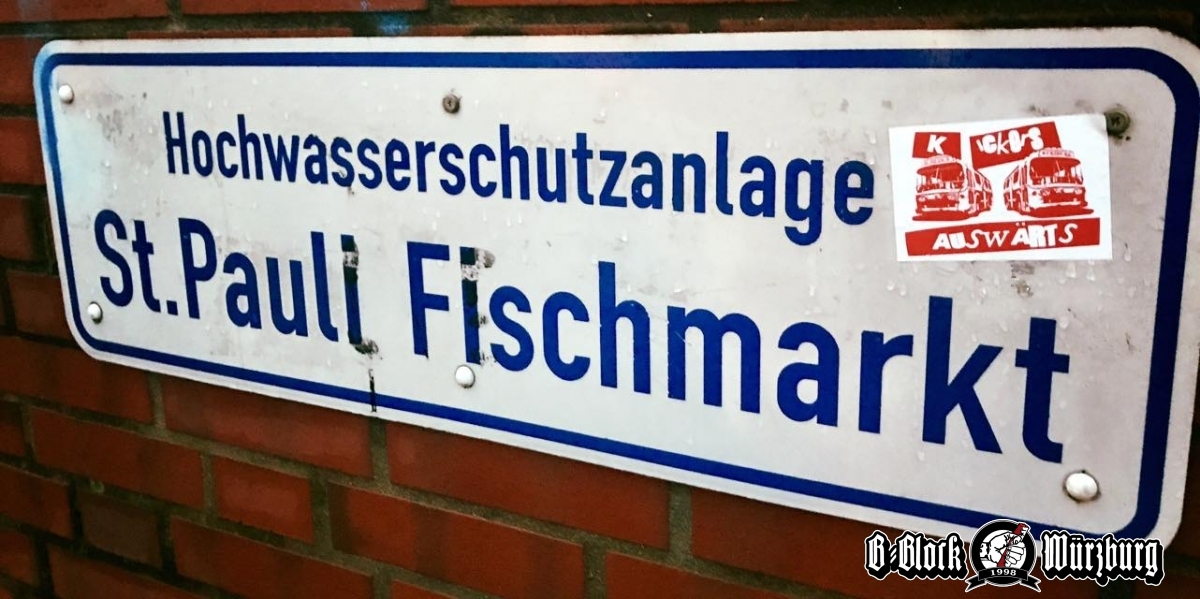 Hochwasserschutzanlage
St. Pauli Fischmarkt
K
AUSWÄRTS
B-Block Würzburg
1998